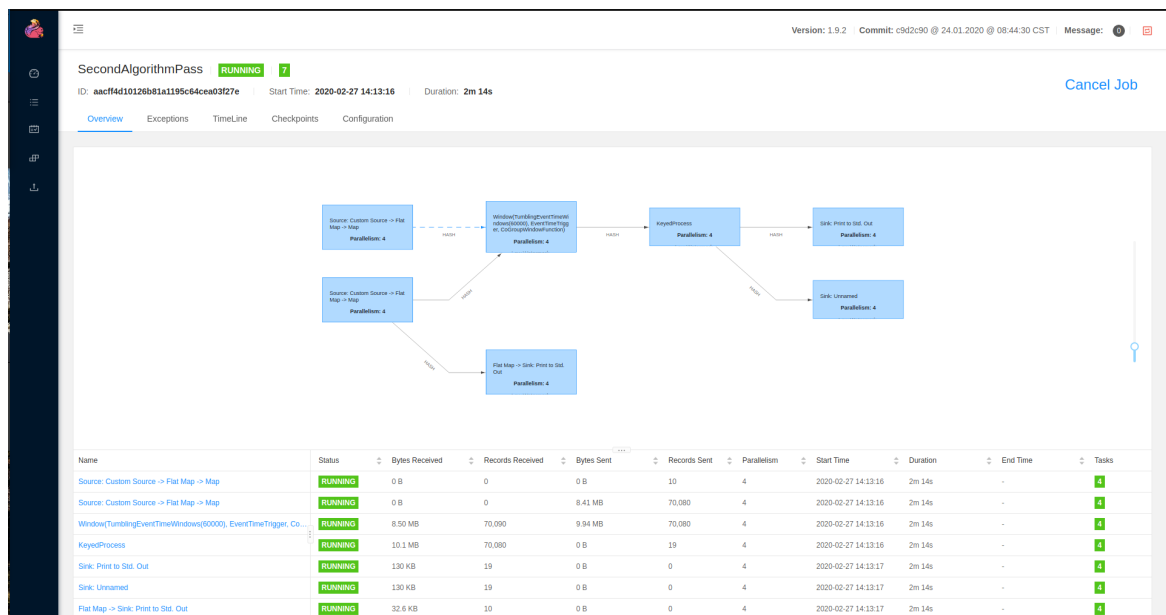 Version: 1.9.2 Commit: c9d2c90 @ 24.01.2020 @ 08:44:30 CST Message: 0
SecondAlgorithmPass RUNNING 7
Cancel Job
ID: aacff4d10126b81a1195c64cea03f27e Start Time: 2020-02-27 14:13:16 Duration: 2m 14s
Overview Exceptions TimeLine Checkpoints Configuration
Source: Custom Source -> Flat
Map -> Map
Parallelism: 4
HASH
Window(TumblingEventTimeWi
ndows(60000), EventTimeTrigg
er, CoGroupWindowFunction)
Parallelism: 4
HASH
KeyedProcess
Parallelism: 4
HASH
Sink: Print to Std. Out
Parallelism: 4
Source: Custom Source -> Flat
Map -> Map
Parallelism: 4
HASH
HASH
Sink: Unnamed
Parallelism: 4
HASH
Flat Map -> Sink: Print to Std.
Out
Parallelism: 4
Name Status Bytes Received Records Received Bytes Sent Records Sent Parallelism Start Time Duration End Time Tasks
Source: Custom Source -> Flat Map -> Map RUNNING 0 B 0 0 B 10 4 2020-02-27 14:13:16 2m 14s - 4
Source: Custom Source -> Flat Map -> Map RUNNING 0 B 0 8.41 MB 70,080 4 2020-02-27 14:13:16 2m 14s - 4
Window(TumblingEventTimeWindows(60000), EventTimeTrigger, Co... RUNNING 8.50 MB 70,090 9.94 MB 70,080 4 2020-02-27 14:13:16 2m 14s - 4
KeyedProcess RUNNING 10.1 MB 70,080 0 B 19 4 2020-02-27 14:13:16 2m 14s - 4
Sink: Print to Std. Out RUNNING 130 KB 19 0 B 0 4 2020-02-27 14:13:17 2m 14s - 4
Sink: Unnamed RUNNING 130 KB 19 0 B 0 4 2020-02-27 14:13:17 2m 14s - 4
Flat Map -> Sink: Print to Std. Out RUNNING 32.6 KB 10 0 B 0 4 2020-02-27 14:13:17 2m 14s - 4